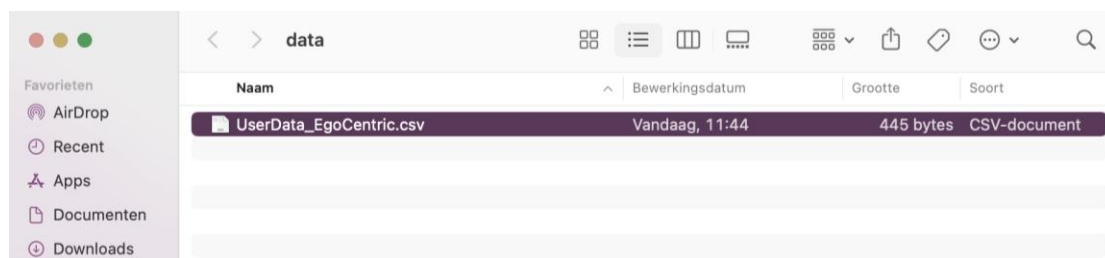 data
Favorieten
AirDrop
Recent
Apps
Documenten
Downloads
Naam Bewerkingsdatum Grootte Soort
UserData_EgoCentric.csv Vandaag, 11:44 445 bytes CSV-document